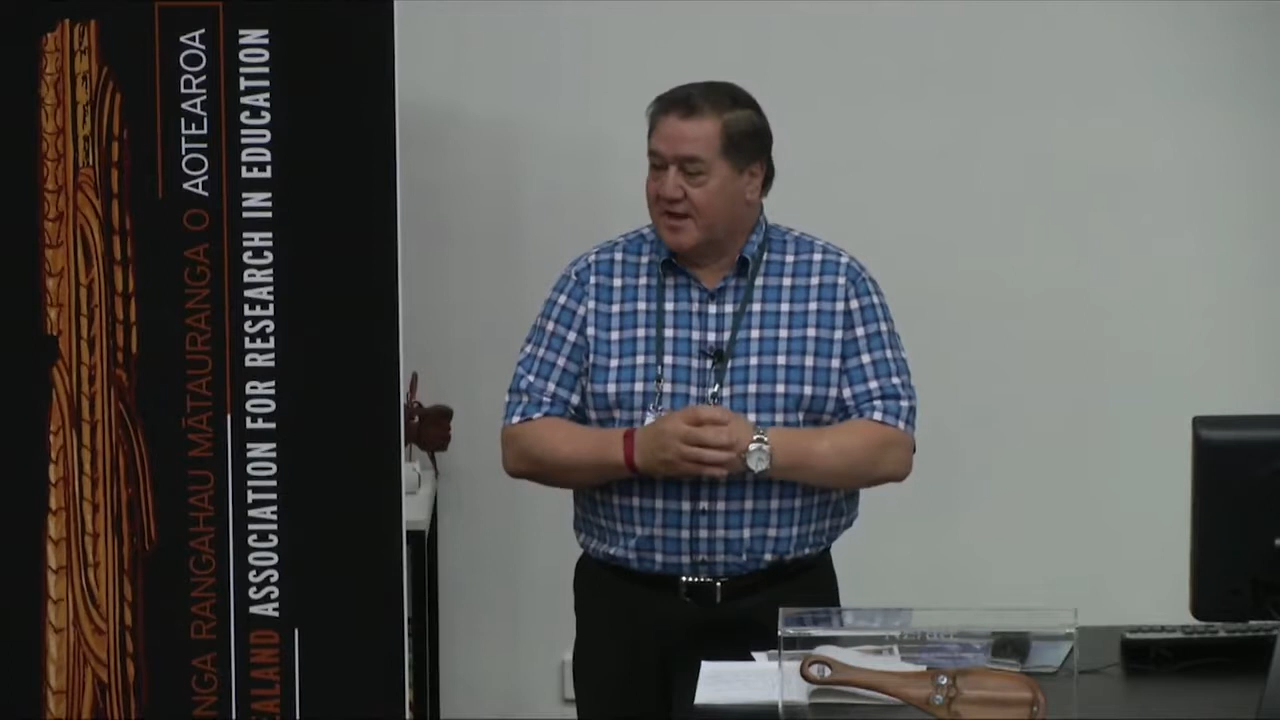 NGA RANGAHAU MĀTAURANGA O AOTEAROA
EALAND ASSOCIATION FOR RESEARCH IN EDUCATION